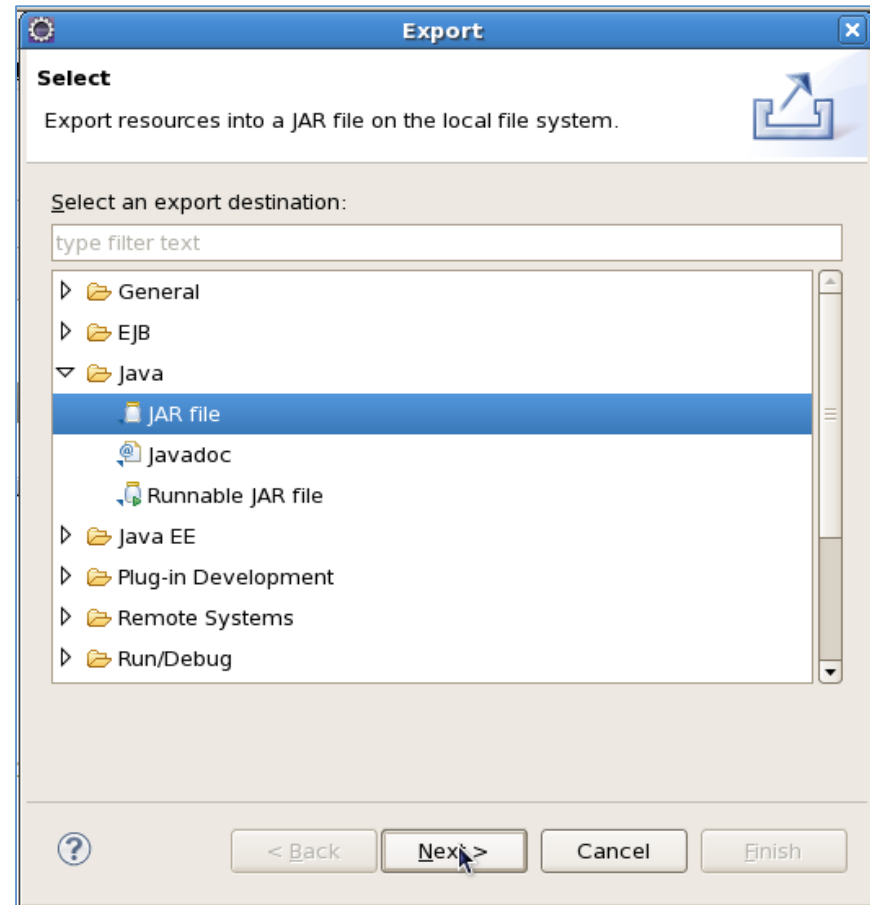 Export
Select
Export resources into a JAR file on the local file system.
Select an export destination:
type filter text
General
EJB
Java
JAR file
Javadoc
Runnable JAR file
Java EE
Plug-in Development
Remote Systems
Run/Debug
< Back Next > Cancel Finish